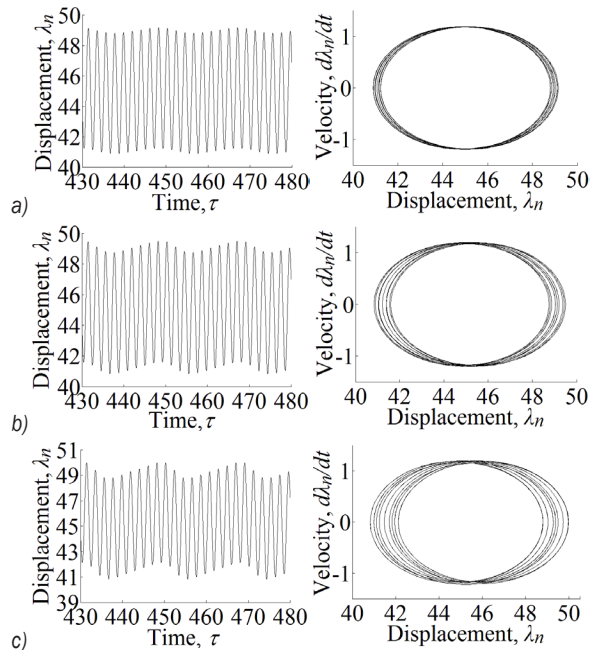 50
48
46
44
42
40
430 440 450 460 470 480
Displacement, λn
Time, τ
1
0
-1
40 42 44 46 48 50
Velocity, dλn/dt
Displacement, λn
a)
50
48
46
44
42
40
430 440 450 460 470 480
Displacement, λn
Time, τ
1
0
-1
40 42 44 46 48 50
Velocity, dλn/dt
Displacement, λn
b)
51
49
47
45
43
41
39
430 440 450 460 470 480
Displacement, λn
Time, τ
1
0
-1
40 42 44 46 48 50
Velocity, dλn/dt
Displacement, λn
c)